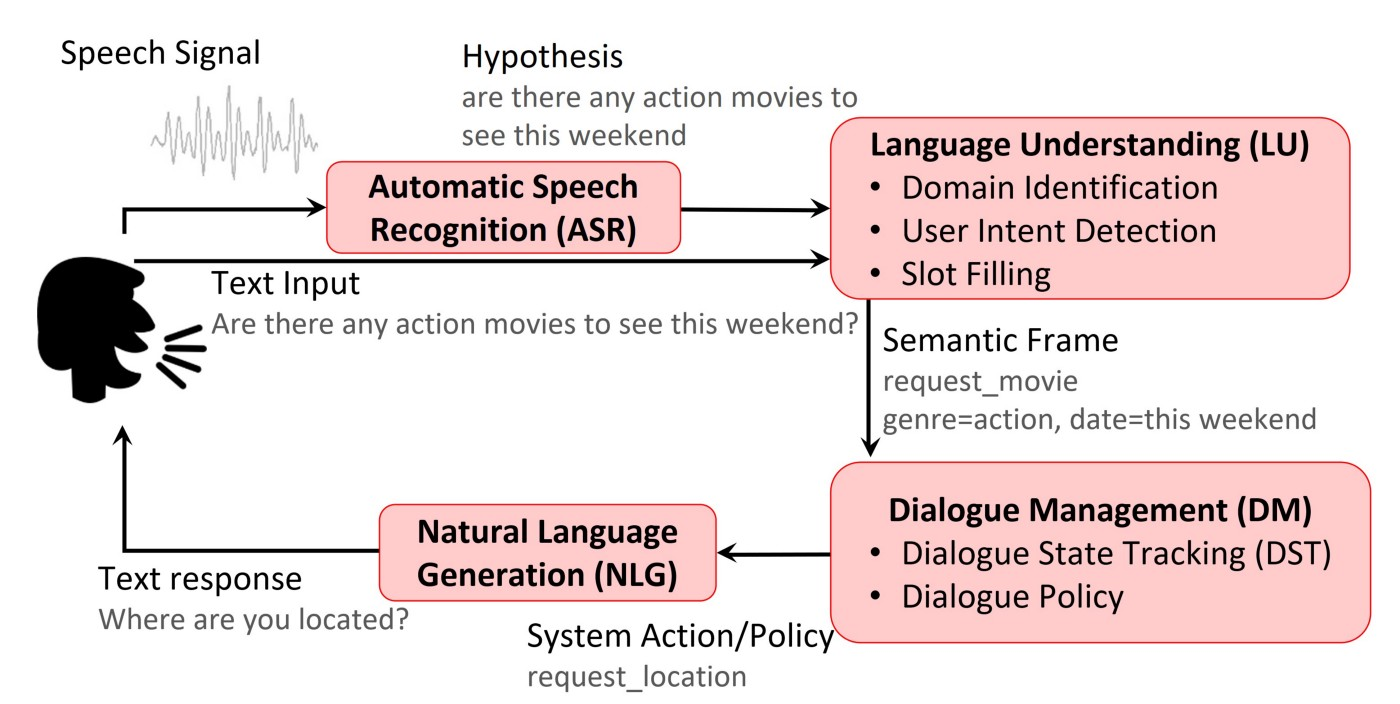 Speech Signal
Hypothesis
are there any action movies to
see this weekend
Automatic Speech
Recognition (ASR)
Language Understanding (LU)
• Domain Identification
• User Intent Detection
• Slot Filling
Text Input
Are there any action movies to see this weekend?
Semantic Frame
request_movie
genre=action, date=this weekend
Dialogue Management (DM)
• Dialogue State Tracking (DST)
• Dialogue Policy
Natural Language
Generation (NLG)
System Action/Policy
request_location
Text response
Where are you located?